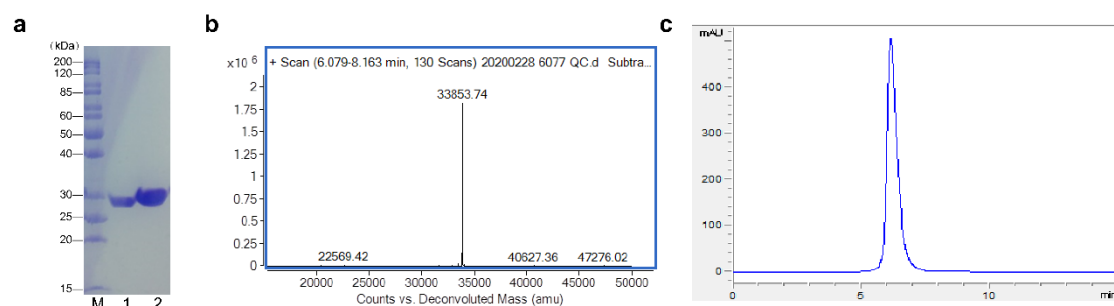 a
(kDa)
200
120
85
60
50
40
30
25
20
15
M 1 2
b
x10 6
+ Scan (6.079-8.163 min, 130 Scans) 20200228 6077 QC.d Subtra...
2
1.75
1.5
1.25
1
0.75
0.5
0.25
0
33853.74
22569.42
40627.36
47276.02
20000 25000 30000 35000 40000 45000 50000
Counts vs. Deconvoluted Mass (amu)
c
mAU
400
300
200
100
0
0 5 10 min